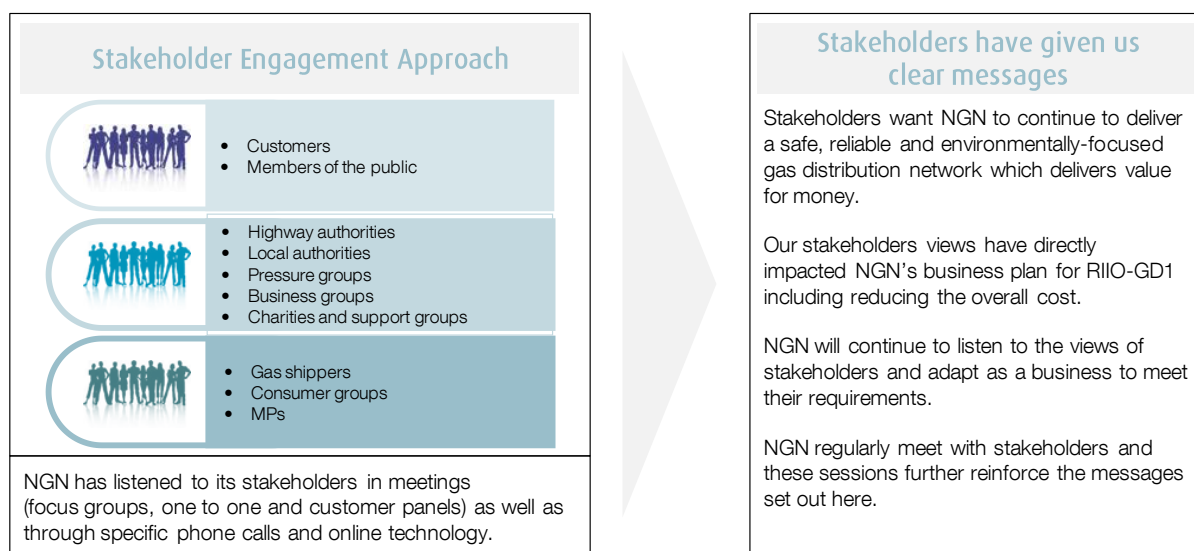 Stakeholder Engagement Approach
• Customers
• Members of the public
• Highway authorities
• Local authorities
• Pressure groups
• Business groups
• Charities and support groups
• Gas shippers
• Consumer groups
• MPs
NGN has listened to its stakeholders in meetings
(focus groups, one to one and customer panels) as well as
through specific phone calls and online technology.
Stakeholders have given us
clear messages
Stakeholders want NGN to continue to deliver
a safe, reliable and environmentally-focused
gas distribution network which delivers value
for money.
Our stakeholders views have directly
impacted NGN's business plan for RIIO-GD1
including reducing the overall cost.
NGN will continue to listen to the views of
stakeholders and adapt as a business to meet
their requirements.
NGN regularly meet with stakeholders and
these sessions further reinforce the messages
set out here.